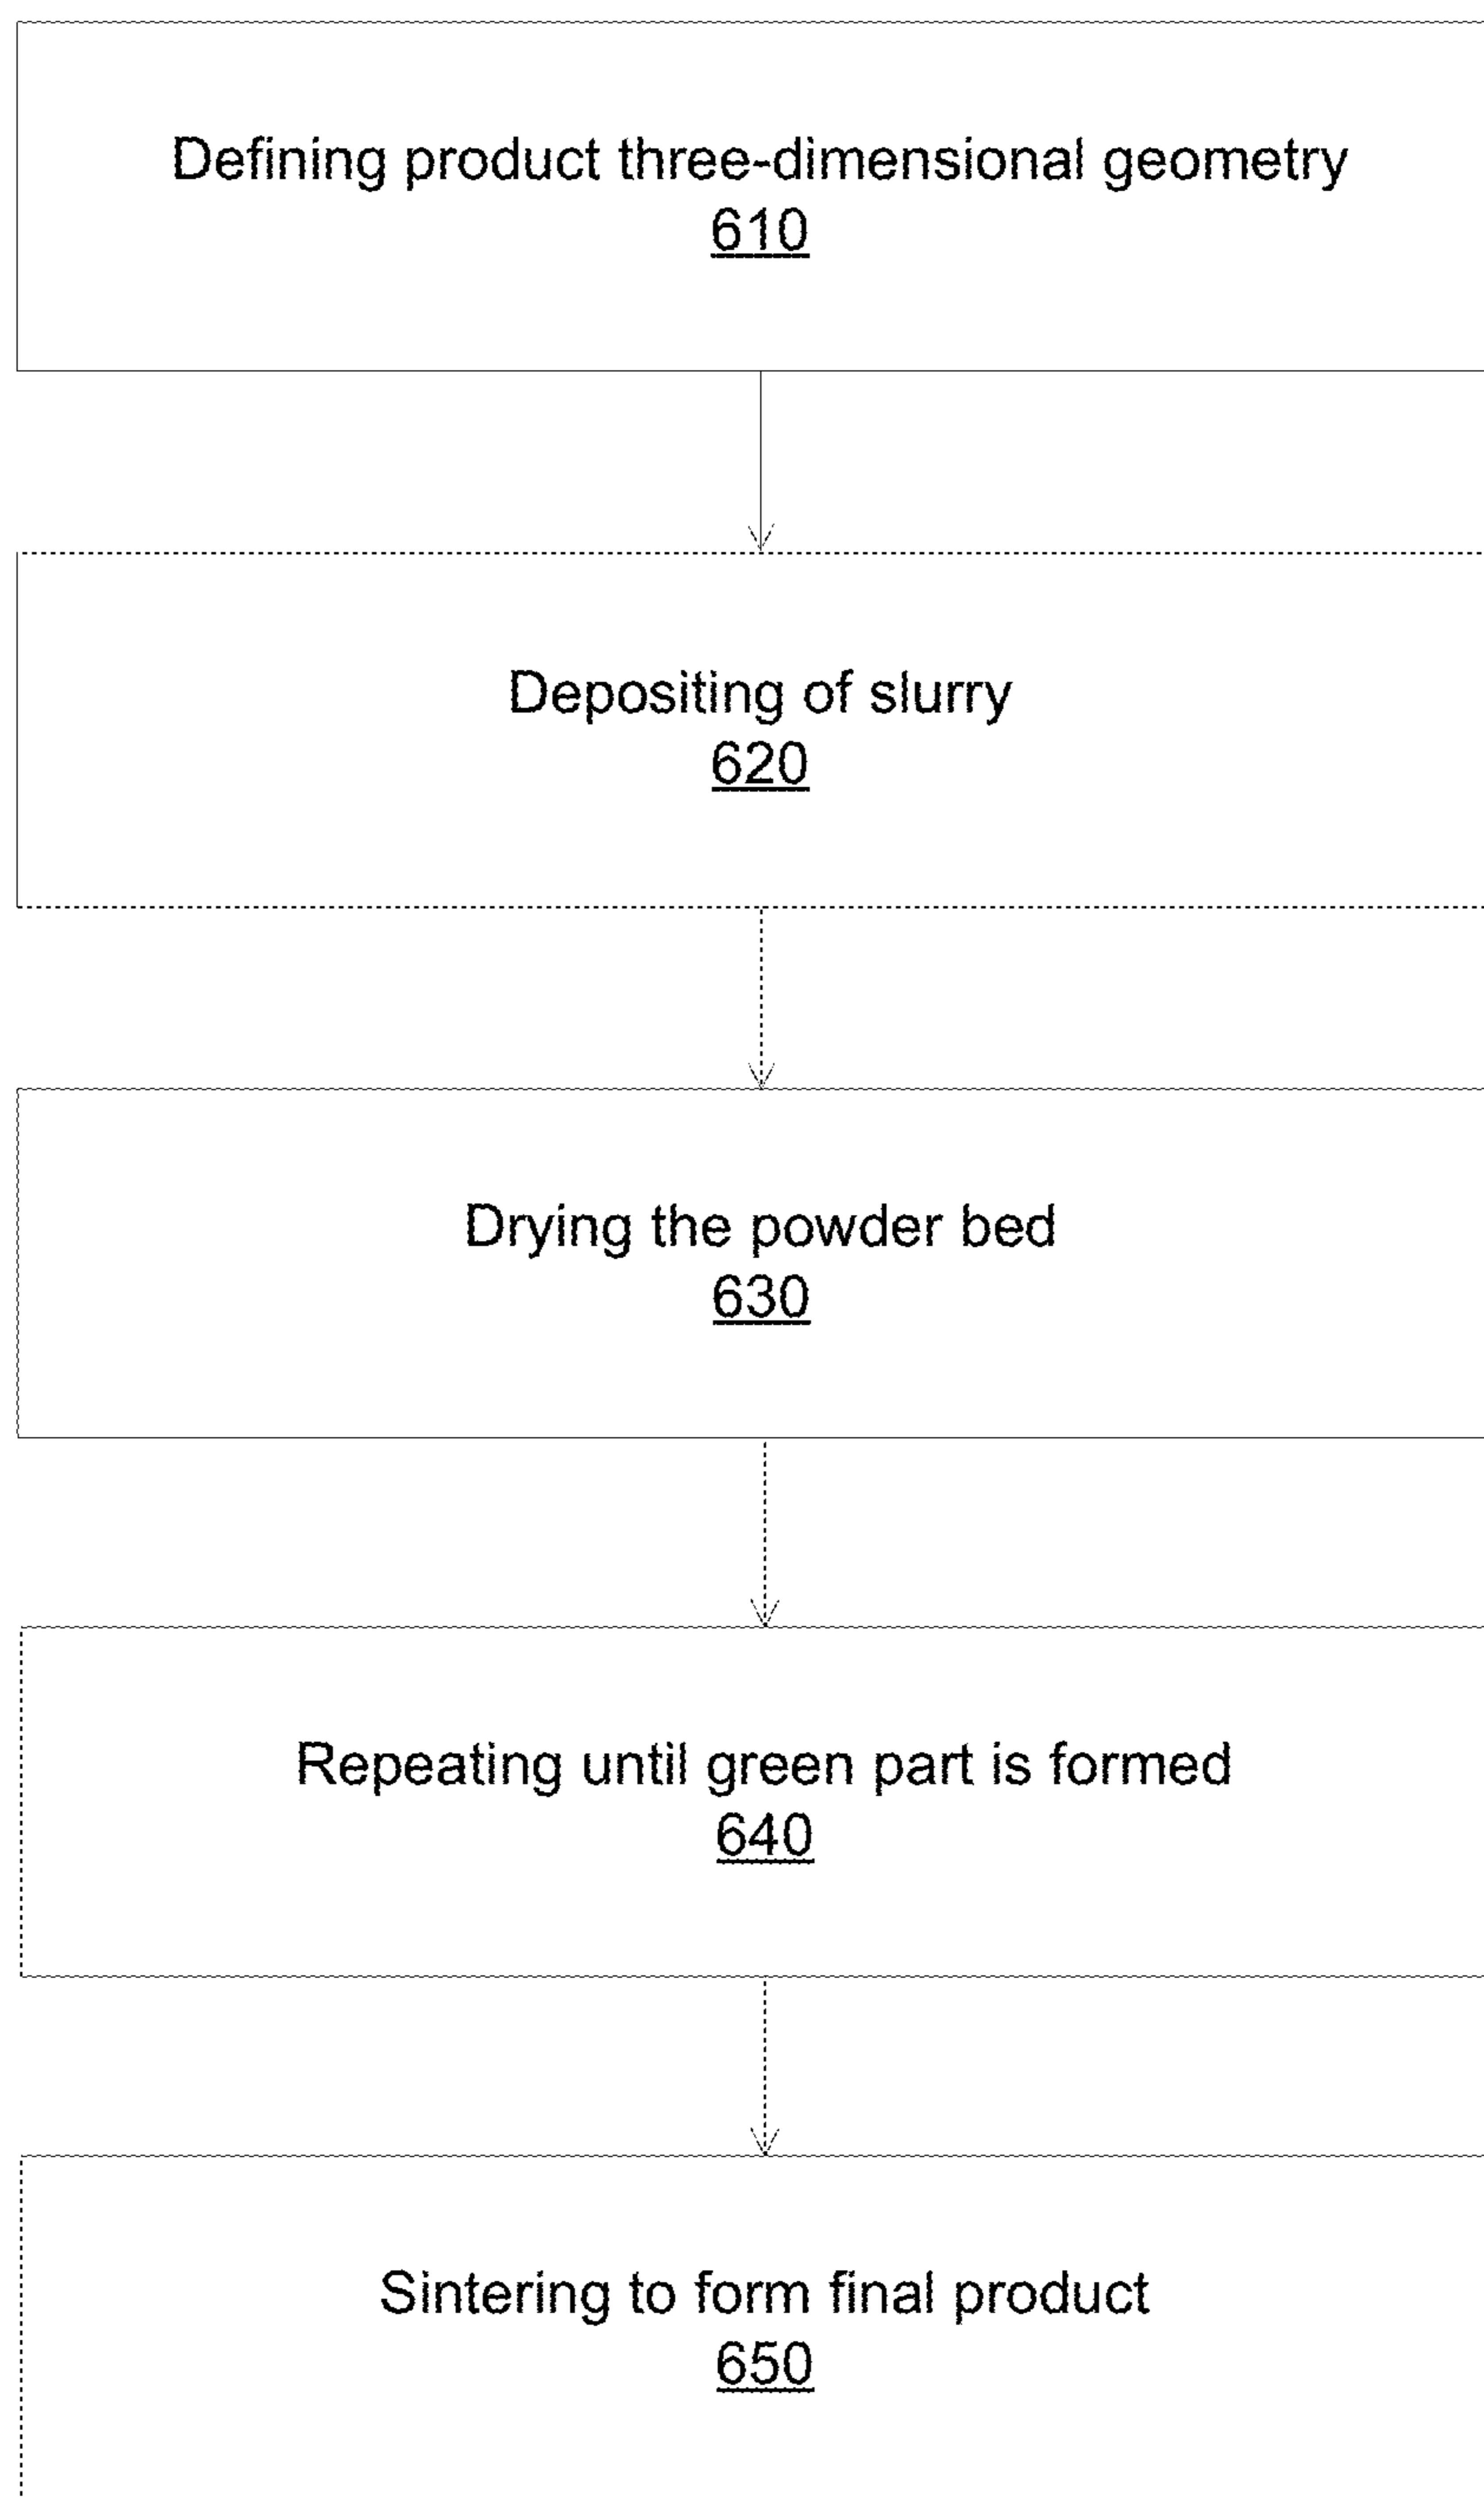 Defining product three-dimensional geometry
610
Depositing of slurry
620
Drying the powder bed
630
Repeating until green part is formed
640
Sintering to form final product
650